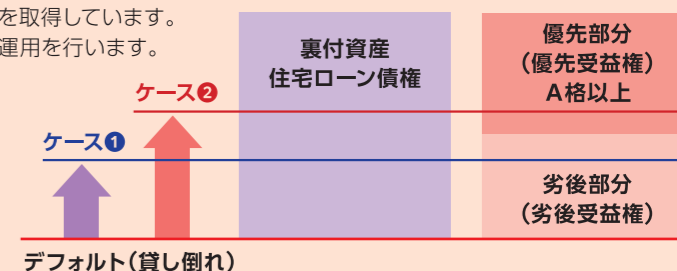 を取得しています。
運用を行います。
裏付資産
住宅ローン債権
優先部分
（優先受益権）
A格以上
ケース❷
ケース❶
劣後部分
（劣後受益権）
デフォルト（貸し倒れ）